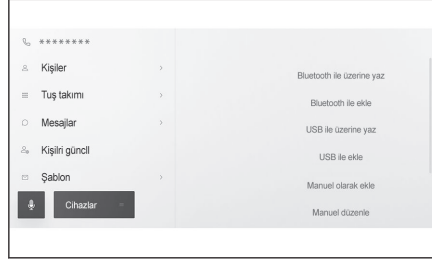 ********
Kişiler
Tuş takımı
Mesajlar
Kişilri güncll
Şablon
Cihazlar
Bluetooth ile üzerine yaz
Bluetooth ile ekle
USB ile üzerine yaz
USB ile ekle
Manuel olarak ekle
Manuel düzenle